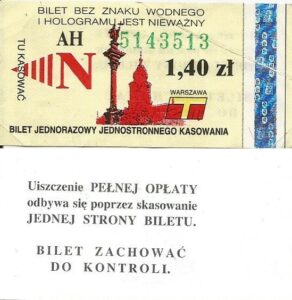 BILET BEZ ZNAKU WODNEGO
I HOLOGRAMU JEST NIEWAŻNY
TU KASOWAĆ
AH 5143513
N 1,40 zł
WARSZAWA
BILET JEDNORAZOWY JEDNOSTRONNEGO KASOWANIA
Uiszczenie PEŁNEJ OPŁATY
odbywa się poprzez skasowanie
JEDNEJ STRONY BILETU.
BILET ZACHOWAĆ
DO KONTROLI.